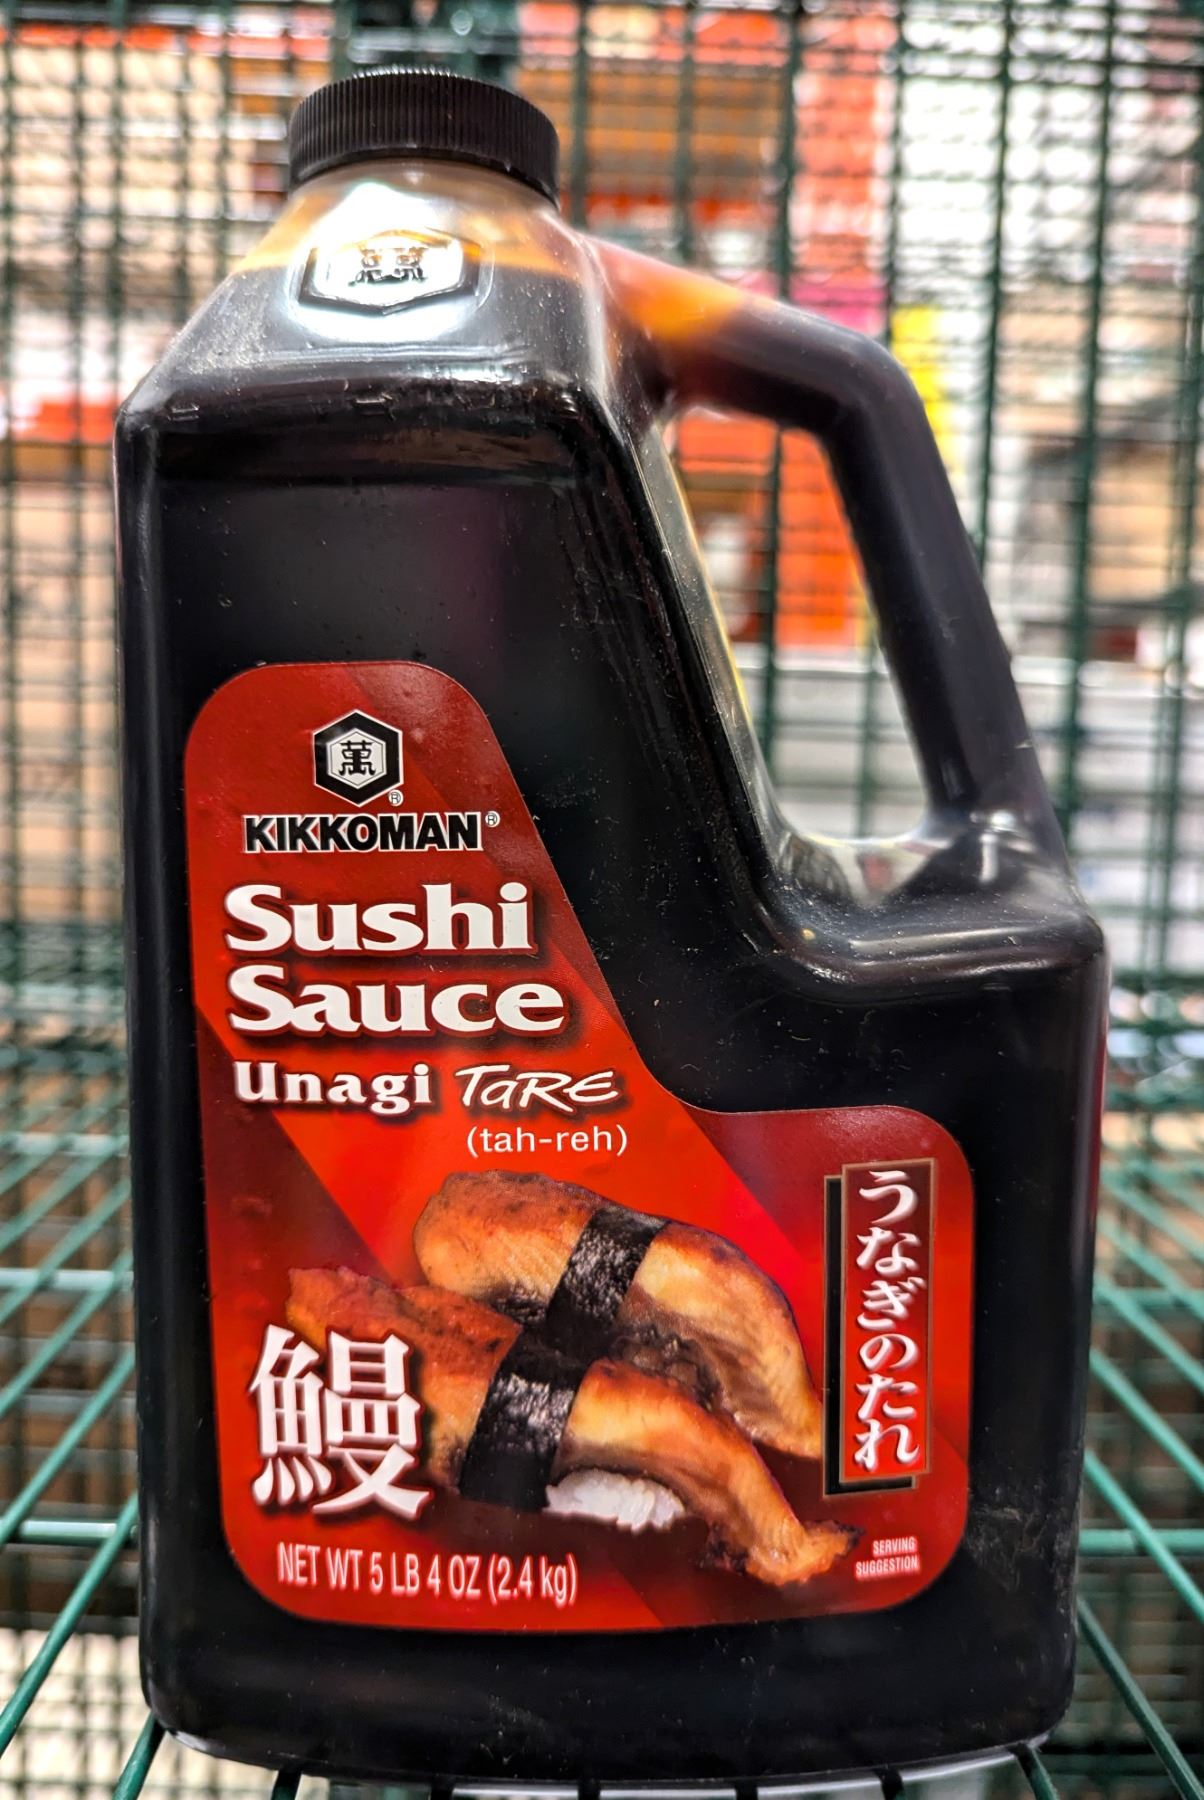 萬
KIKKOMAN®
Sushi
Sauce
Unagi TaRE
(tah-reh)
うなぎのたれ
鰻
NET WT 5 LB 4 OZ (2.4 kg)
SERVING
SUGGESTION